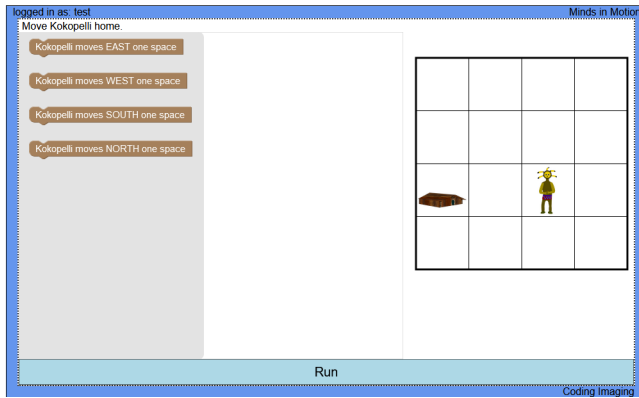 logged in as: test
Minds in Motion
Move Kokopelli home.
Kokopelli moves EAST one space
Kokopelli moves WEST one space
Kokopelli moves SOUTH one space
Kokopelli moves NORTH one space
Run
Coding Imaging